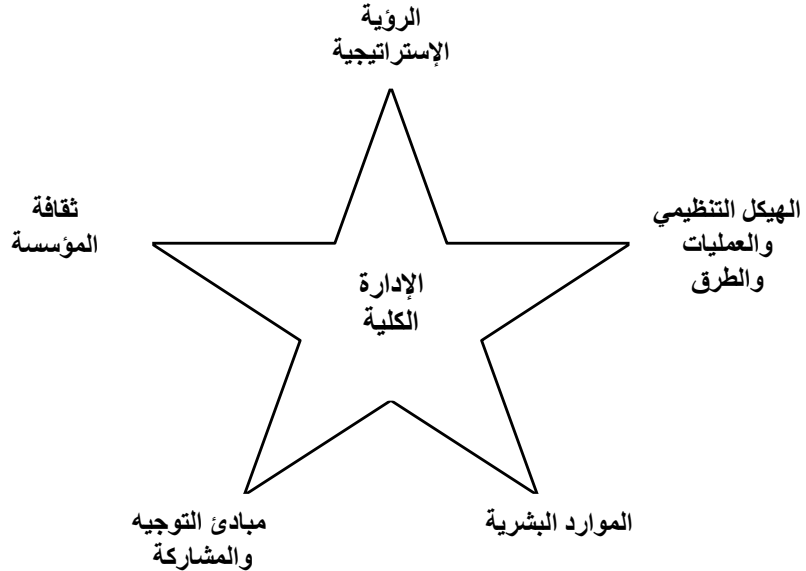 الرؤية
الإستراتيجية
الهيكل التنظيمي
والعمليات
والطرق
ثقافة
المؤسسة
الإدارة
الكلية
الموارد البشرية
مبادئ التوجيه
والمشاركة